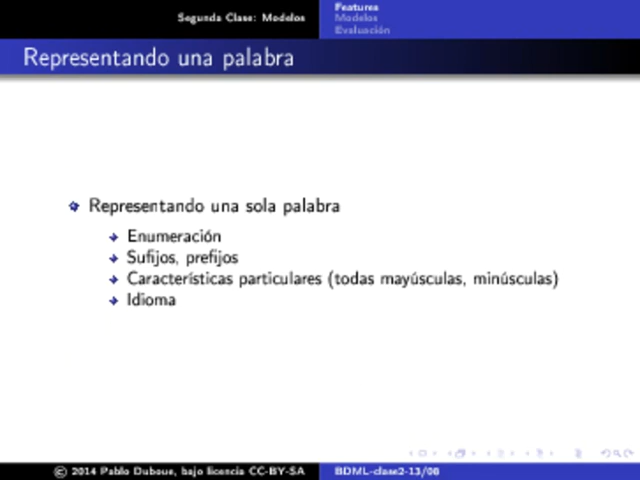 Segunda Clase: Modelos
Features
Modelos
Evaluación
Representando una palabra
Representando una sola palabra
Enumeración
Sufijos, prefijos
Características particulares (todas mayúsculas, minúsculas)
Idioma
© 2014 Pablo Duboue, bajo licencia CC-BY-SA
BDML-clase2-13/08